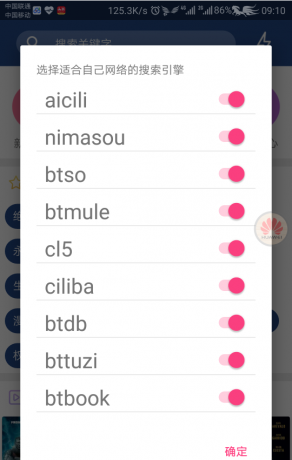 中国联通
中国移动
125.3K/s
86%
09:10
搜索关键字
选择适合自己网络的搜索引擎
aicili
nimasou
btso
btmule
cl5
ciliba
btdb
bttuzi
btbook
确定